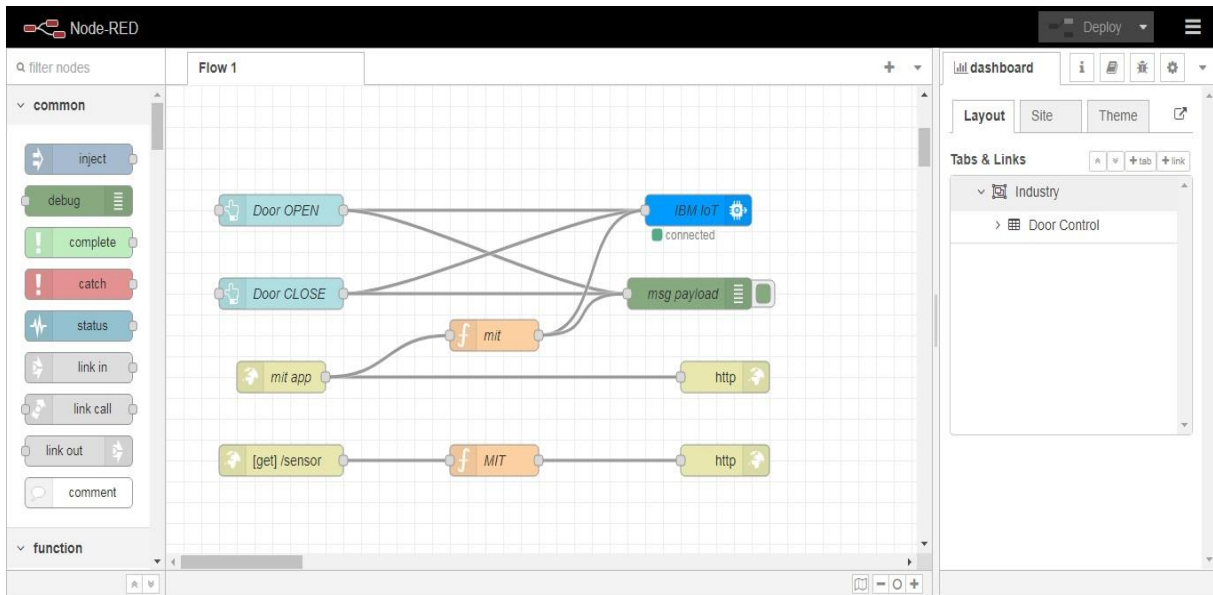 Node-RED
Deploy
filter nodes
Flow 1
dashboard
i
common
Layout
Site
Theme
inject
Tabs & Links
+ tab
+ link
debug
Door OPEN
IBM IoT
Industry
complete
connected
Door Control
catch
Door CLOSE
msg payload
status
mit
link in
mit app
http
link call
link out
[get] /sensor
MIT
http
comment
function